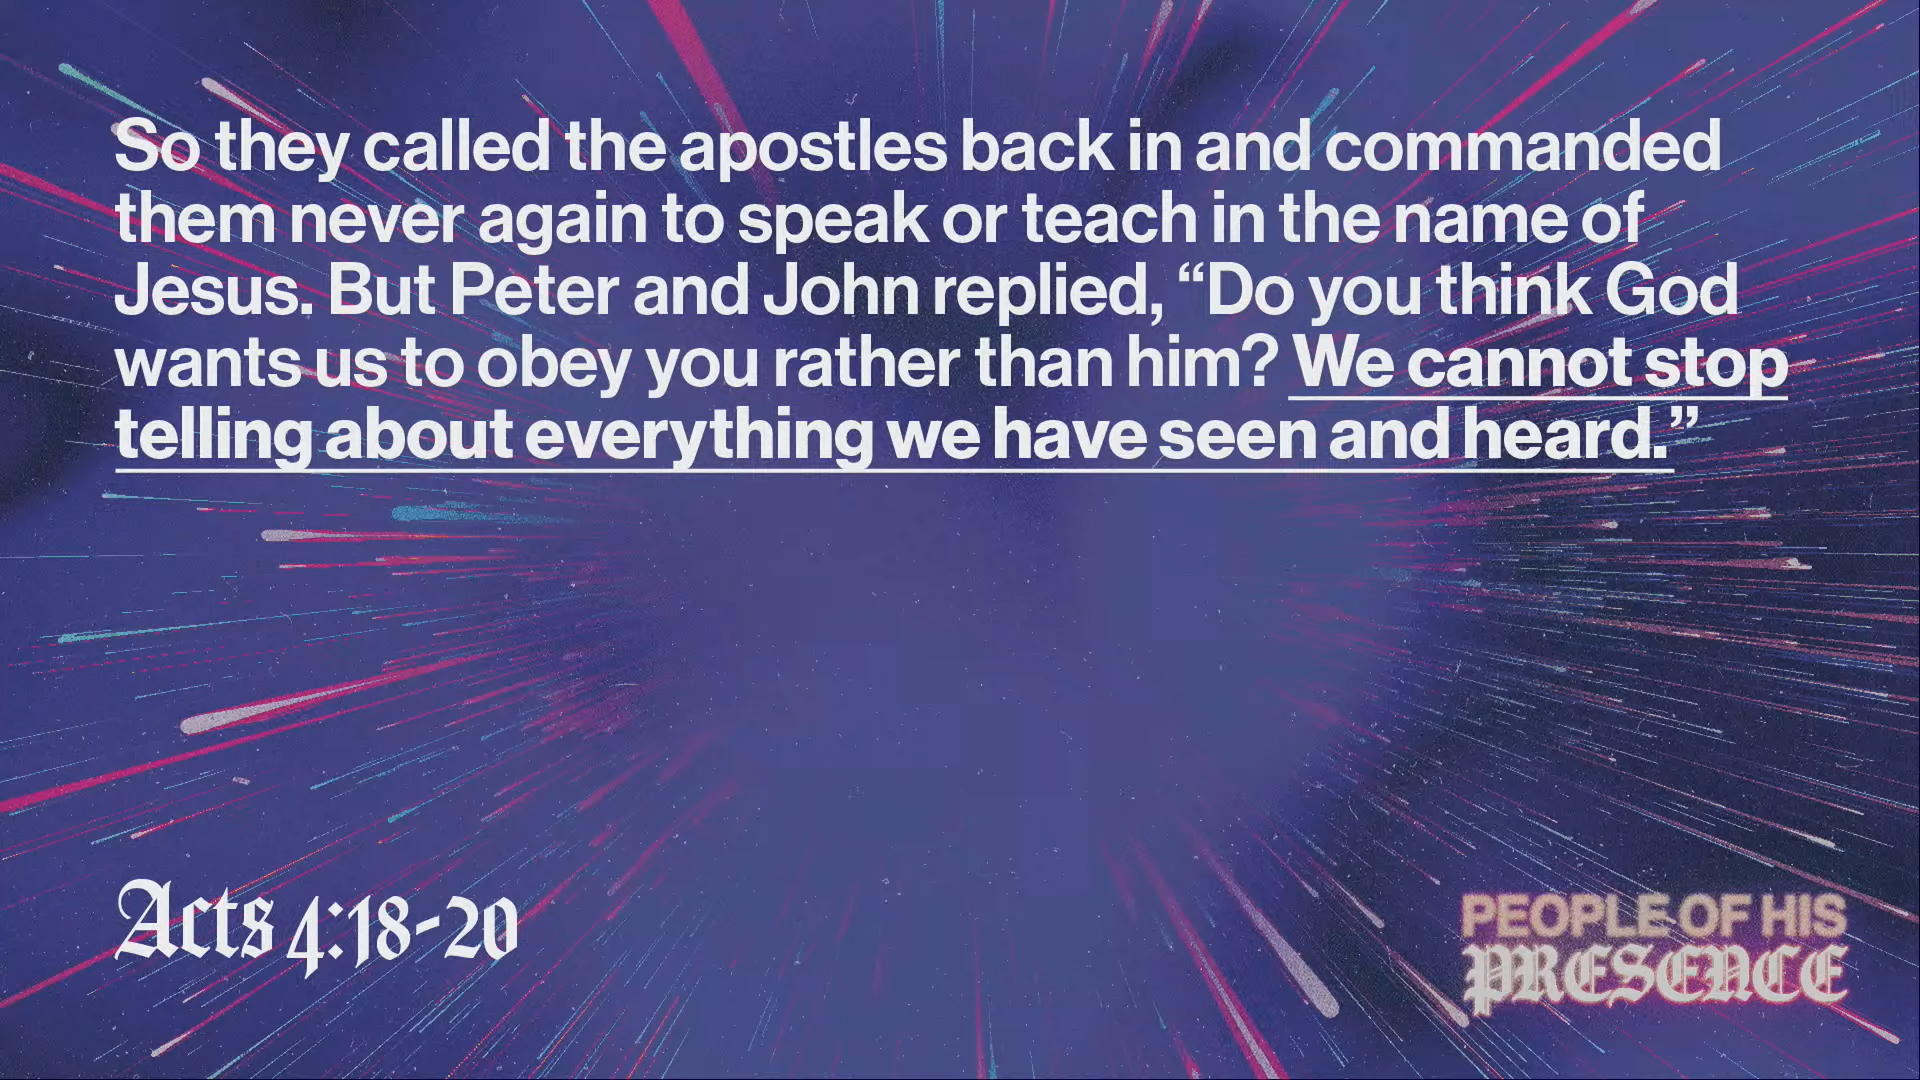 So they called the apostles back in and commanded
them never again to speak or teach in the name of
Jesus. But Peter and John replied, “Do you think God
wants us to obey you rather than him? We cannot stop
telling about everything we have seen and heard.”
Acts 4:18-20
PEOPLE OF HIS
PRESENCE